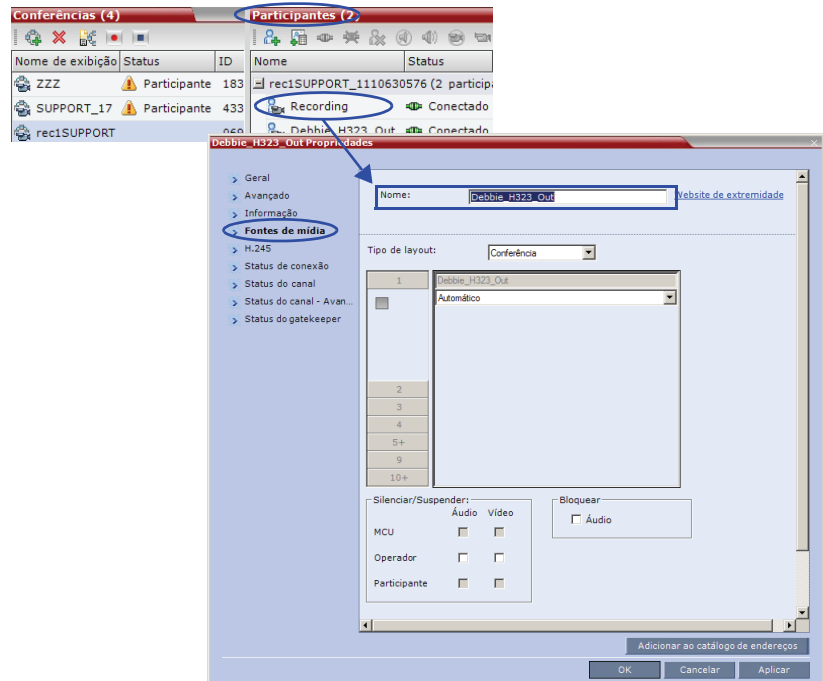 Conferências (4)
Nome de exibição Status ID
ZZZ Participante 183
SUPPORT_17 Participante 433
rec1SUPPORT 069
Participantes (2)
Nome Status
rec1SUPPORT_1110630576 (2 particip
Recording Conectado
Debbie_H323_Out Conectado
Debbie_H323_Out Propriedades
Geral
Avançado
Informação
Fontes de mídia
H.245
Status de conexão
Status do canal
Status do canal - Avan...
Status do gatekeeper
Nome: Debbie_H323_Out Website de extremidade
Tipo de layout: Conferência
1 Debbie_H323_Out
Automático
2
3
4
5+
9
10+
Silenciar/Suspender:
Áudio Vídeo
MCU
Operador
Participante
Bloquear
Áudio
Adicionar ao catálogo de endereços
OK Cancelar Aplicar